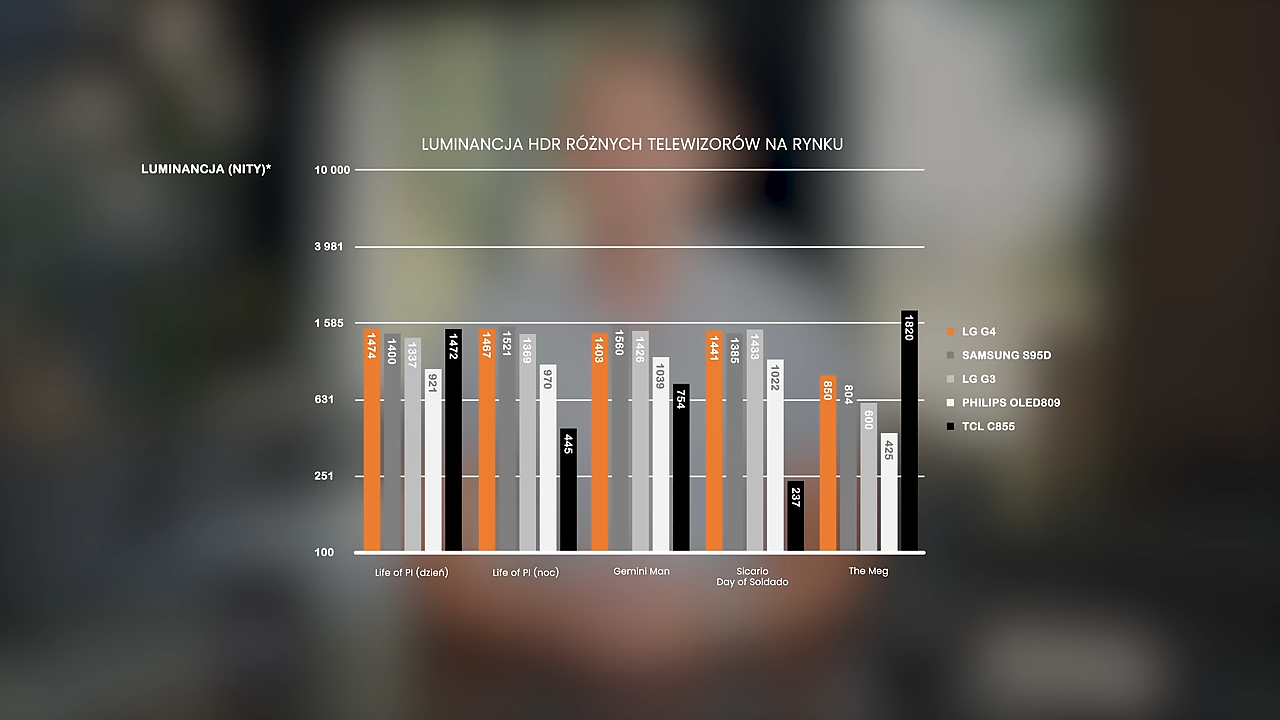 LUMINANCJA HDR RÓŻNYCH TELEWIZORÓW NA RYNKU
LUMINANCJA (NITY)*
10 000
3 981
1 585
631
251
100
1474
1400
1337
921
1472
1467
1521
1369
970
445
1403
1560
1426
1039
754
1441
1385
1433
1022
237
850
804
600
425
1820
LG G4
SAMSUNG S95D
LG G3
PHILIPS OLED809
TCL C855
Life of PI (dzień)
Life of PI (noc)
Gemini Man
Sicario
Day of Soldado
The Meg